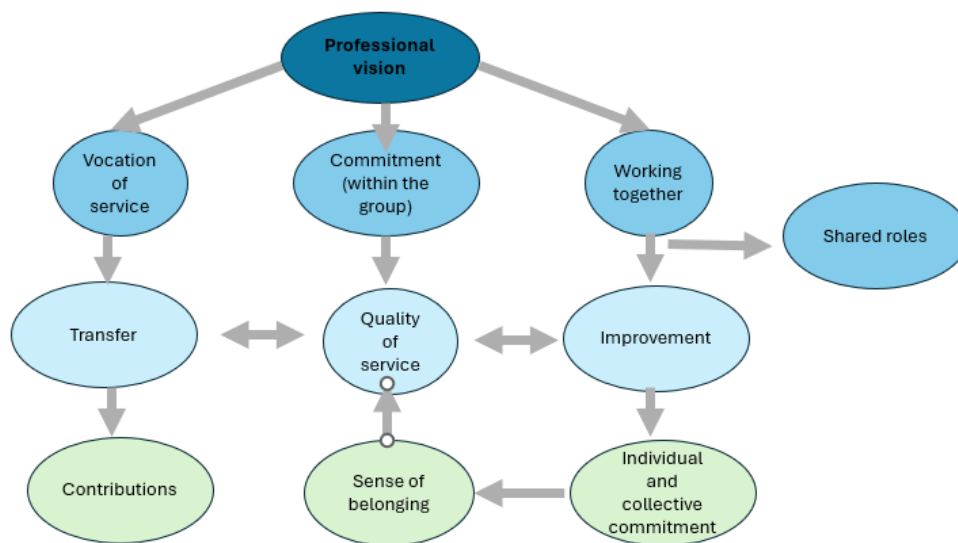 Professional
vision
Vocation
of
service
Commitment
(within the
group)
Working
together
Shared roles
Transfer
Quality
of
service
Improvement
Contributions
Sense of
belonging
Individual
and
collective
commitment